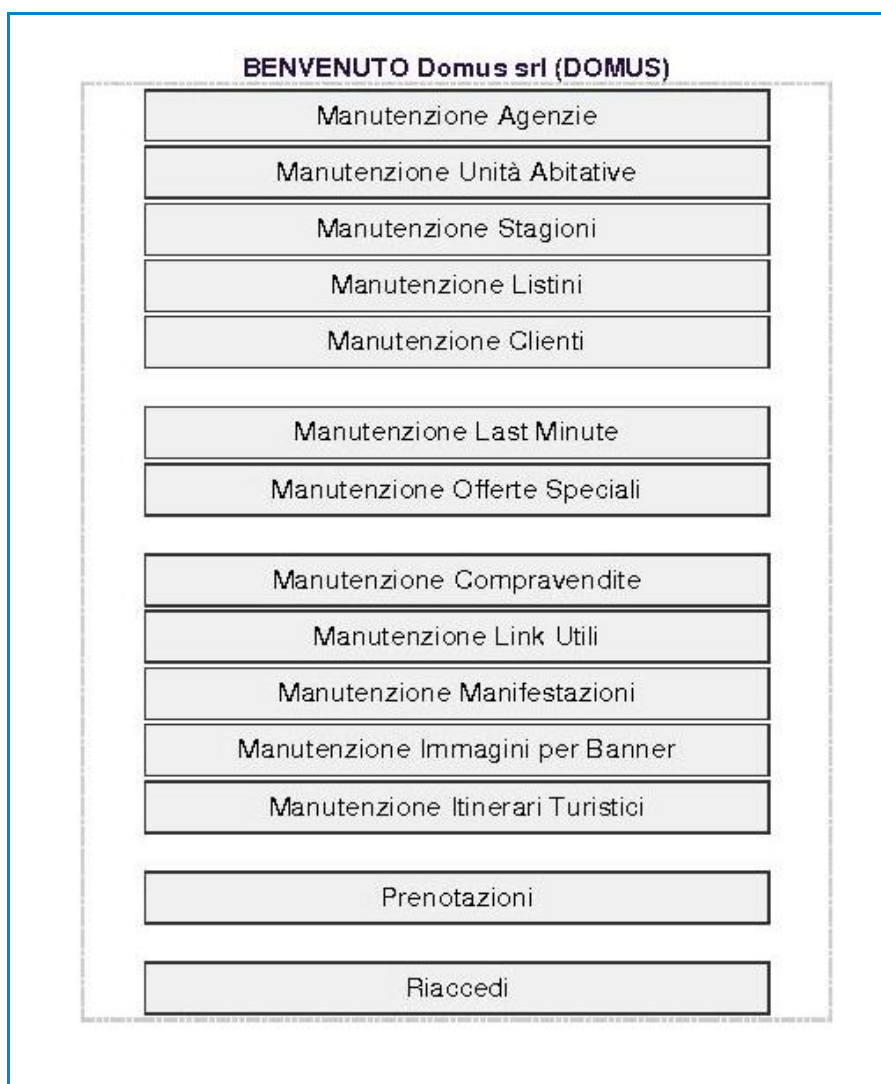 BENVENUTO Domus srl (DOMUS)
Manutenzione Agenzie
Manutenzione Unità Abitative
Manutenzione Stagioni
Manutenzione Listini
Manutenzione Clienti
Manutenzione Last Minute
Manutenzione Offerte Speciali
Manutenzione Compravendite
Manutenzione Link Utili
Manutenzione Manifestazioni
Manutenzione Immagini per Banner
Manutenzione Itinerari Turistici
Prenotazioni
Riaccedi